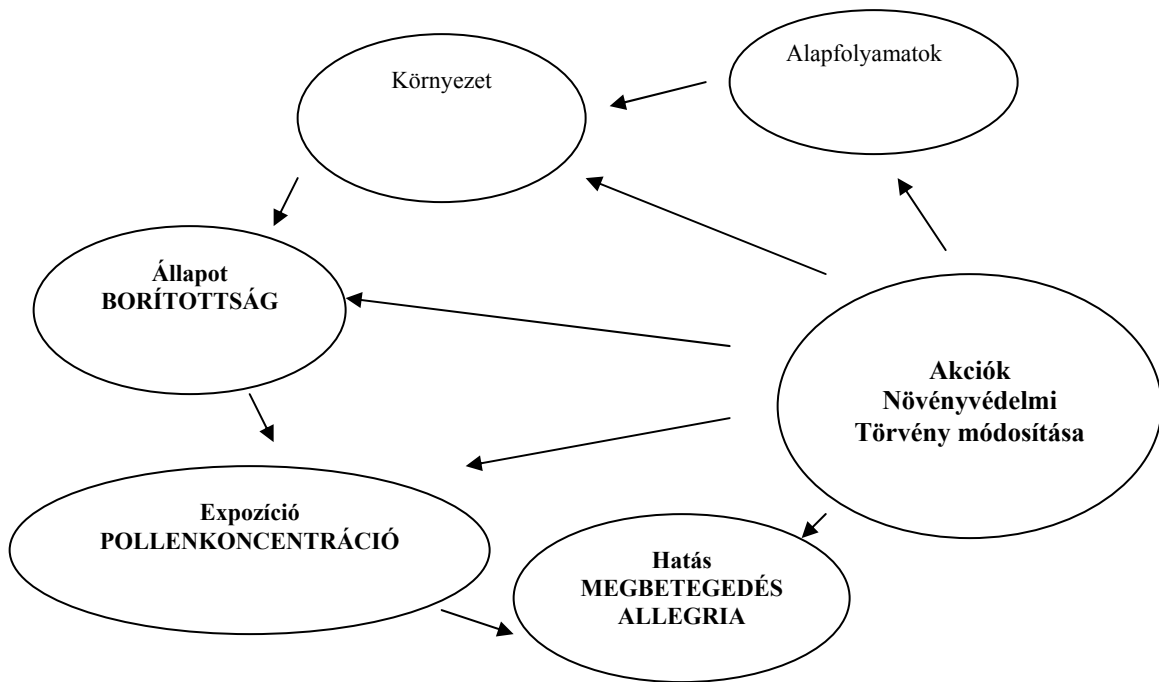 Alapfolyamatok
Környezet
Állapot
BORÍTOTTSÁG
Akciók
Növényvédelmi
Törvény módosítása
Expozíció
POLLENKONCENTRÁCIÓ
Hatás
MEGBETEGEDÉS
ALLEGRIA